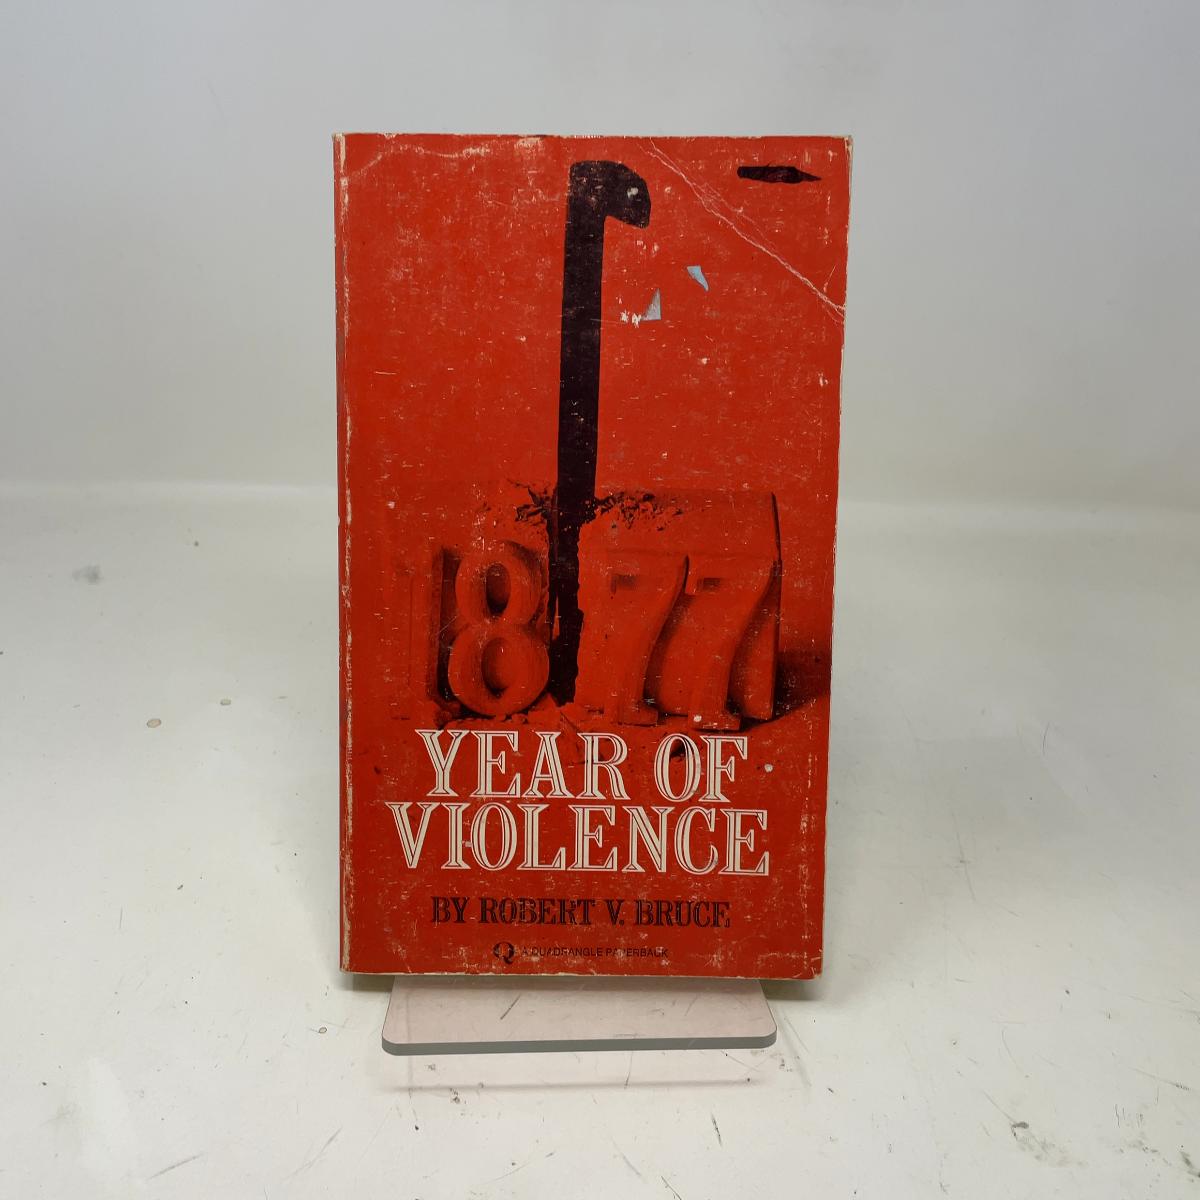 1877
YEAR OF
VIOLENCE
BY ROBERT V. BRUCE
Q A QUADRANGLE PAPERBACK